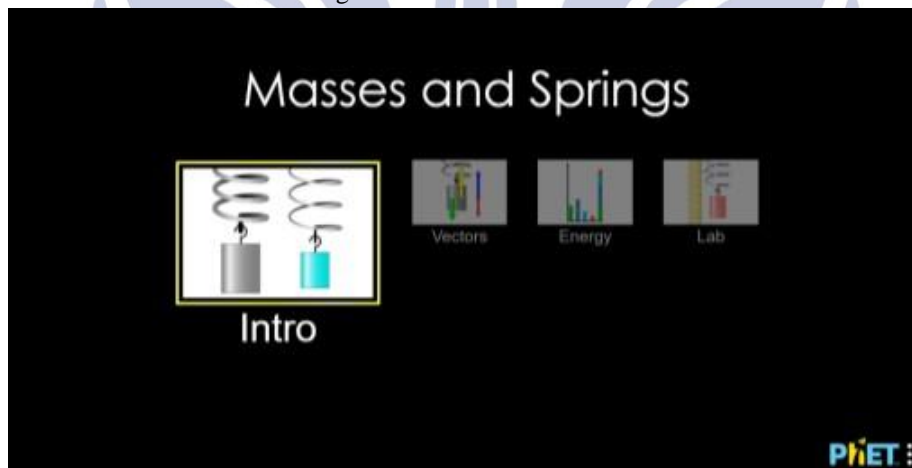 Masses and Springs
Intro
Vectors
Energy
Lab
PhET